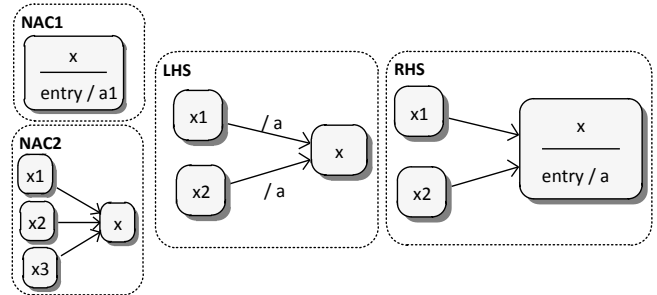 NAC1
x
entry / a1
NAC2
x1
x2
x
x3
LHS
x1
/ a
x
x2
/ a
RHS
x1
x
entry / a
x2